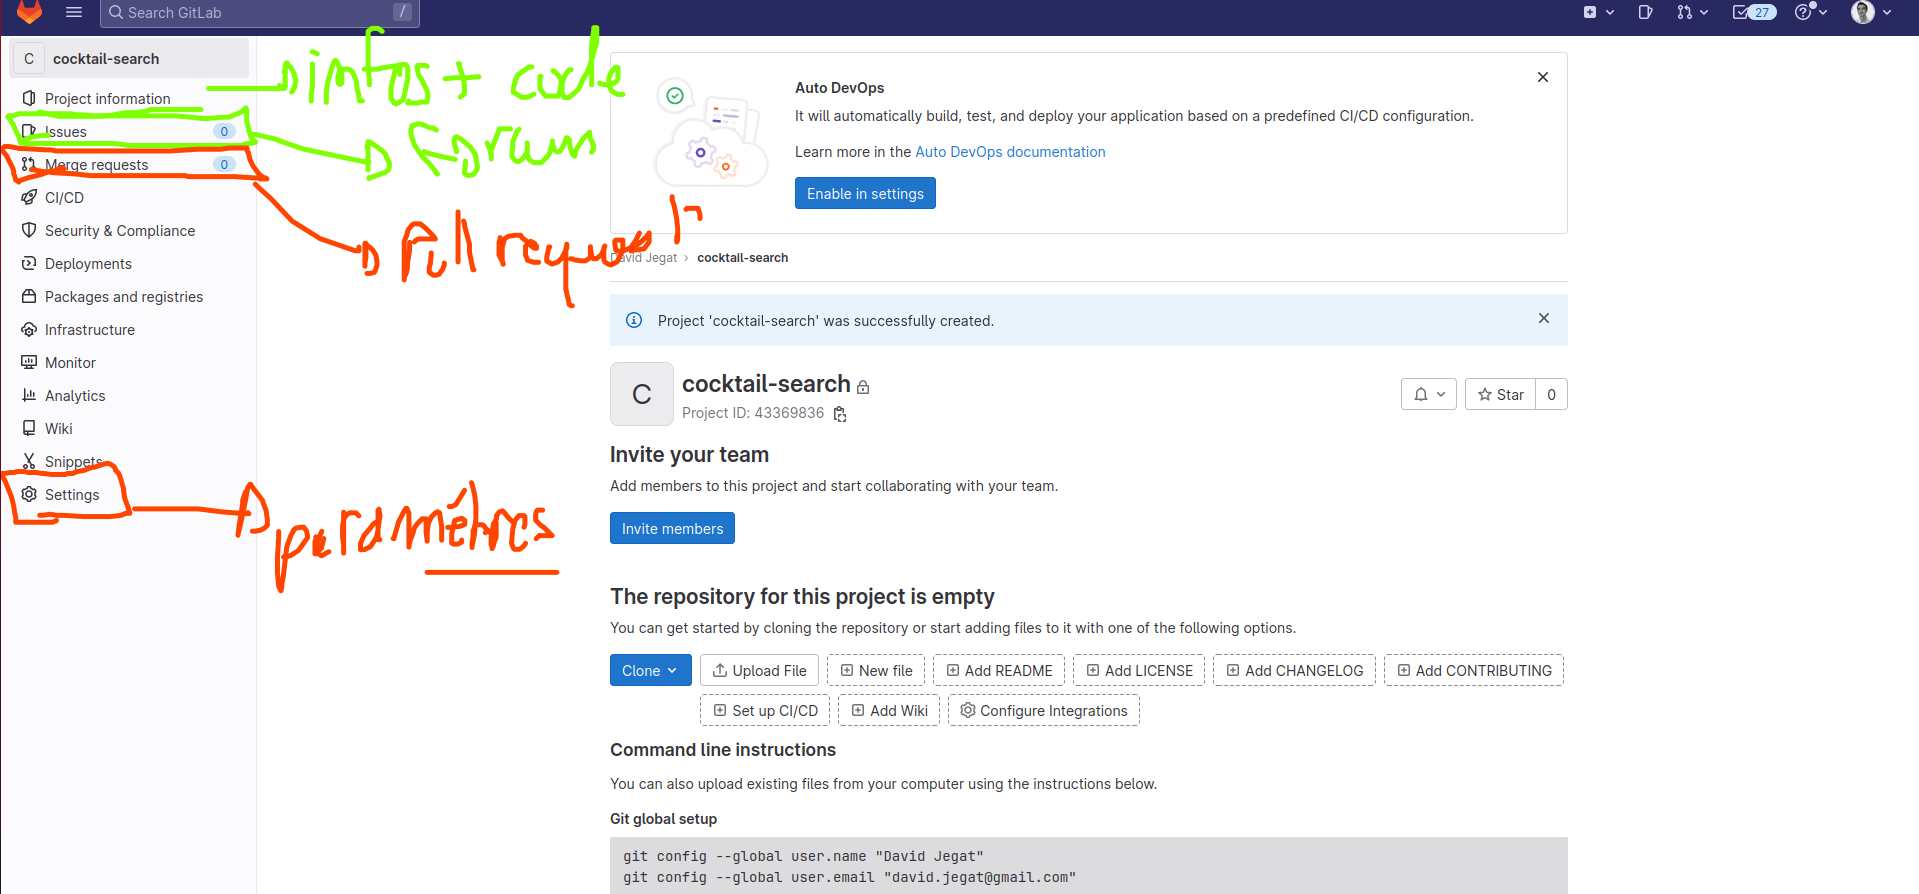 Search GitLab
/
27
C cocktail-search
Project information
infos + code
Issues 0
Forum
Merge requests 0
Pull request
CI/CD
Security & Compliance
Deployments
Packages and registries
Infrastructure
Monitor
Analytics
Wiki
Snippets
Settings
paramètres
Auto DevOps
It will automatically build, test, and deploy your application based on a predefined CI/CD configuration.
Learn more in the Auto DevOps documentation
Enable in settings
David Jegat › cocktail-search
Project 'cocktail-search' was successfully created.
C
cocktail-search
Project ID: 43369836
Star 0
Invite your team
Add members to this project and start collaborating with your team.
Invite members
The repository for this project is empty
You can get started by cloning the repository or start adding files to it with one of the following options.
Clone Upload File New file Add README Add LICENSE Add CHANGELOG Add CONTRIBUTING
Set up CI/CD Add Wiki Configure Integrations
Command line instructions
You can also upload existing files from your computer using the instructions below.
Git global setup
git config --global user.name "David Jegat"
git config --global user.email "david.jegat@gmail.com"